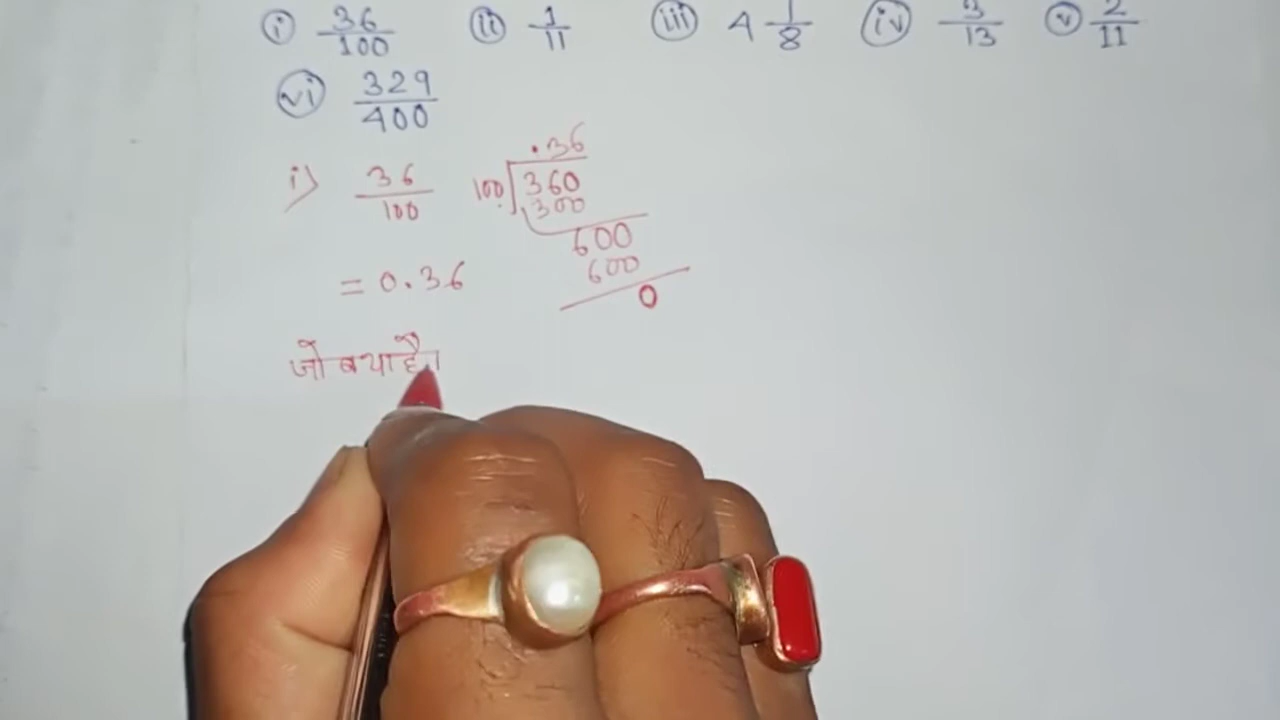 (i) 36/100 (ii) 1/11 (iii) 4 1/8 (iv) 3/13 (v) 2/11
(vi) 329/400
i) 36/100
.36
100 360
300
600
600
0
= 0.36
जो क्या है।